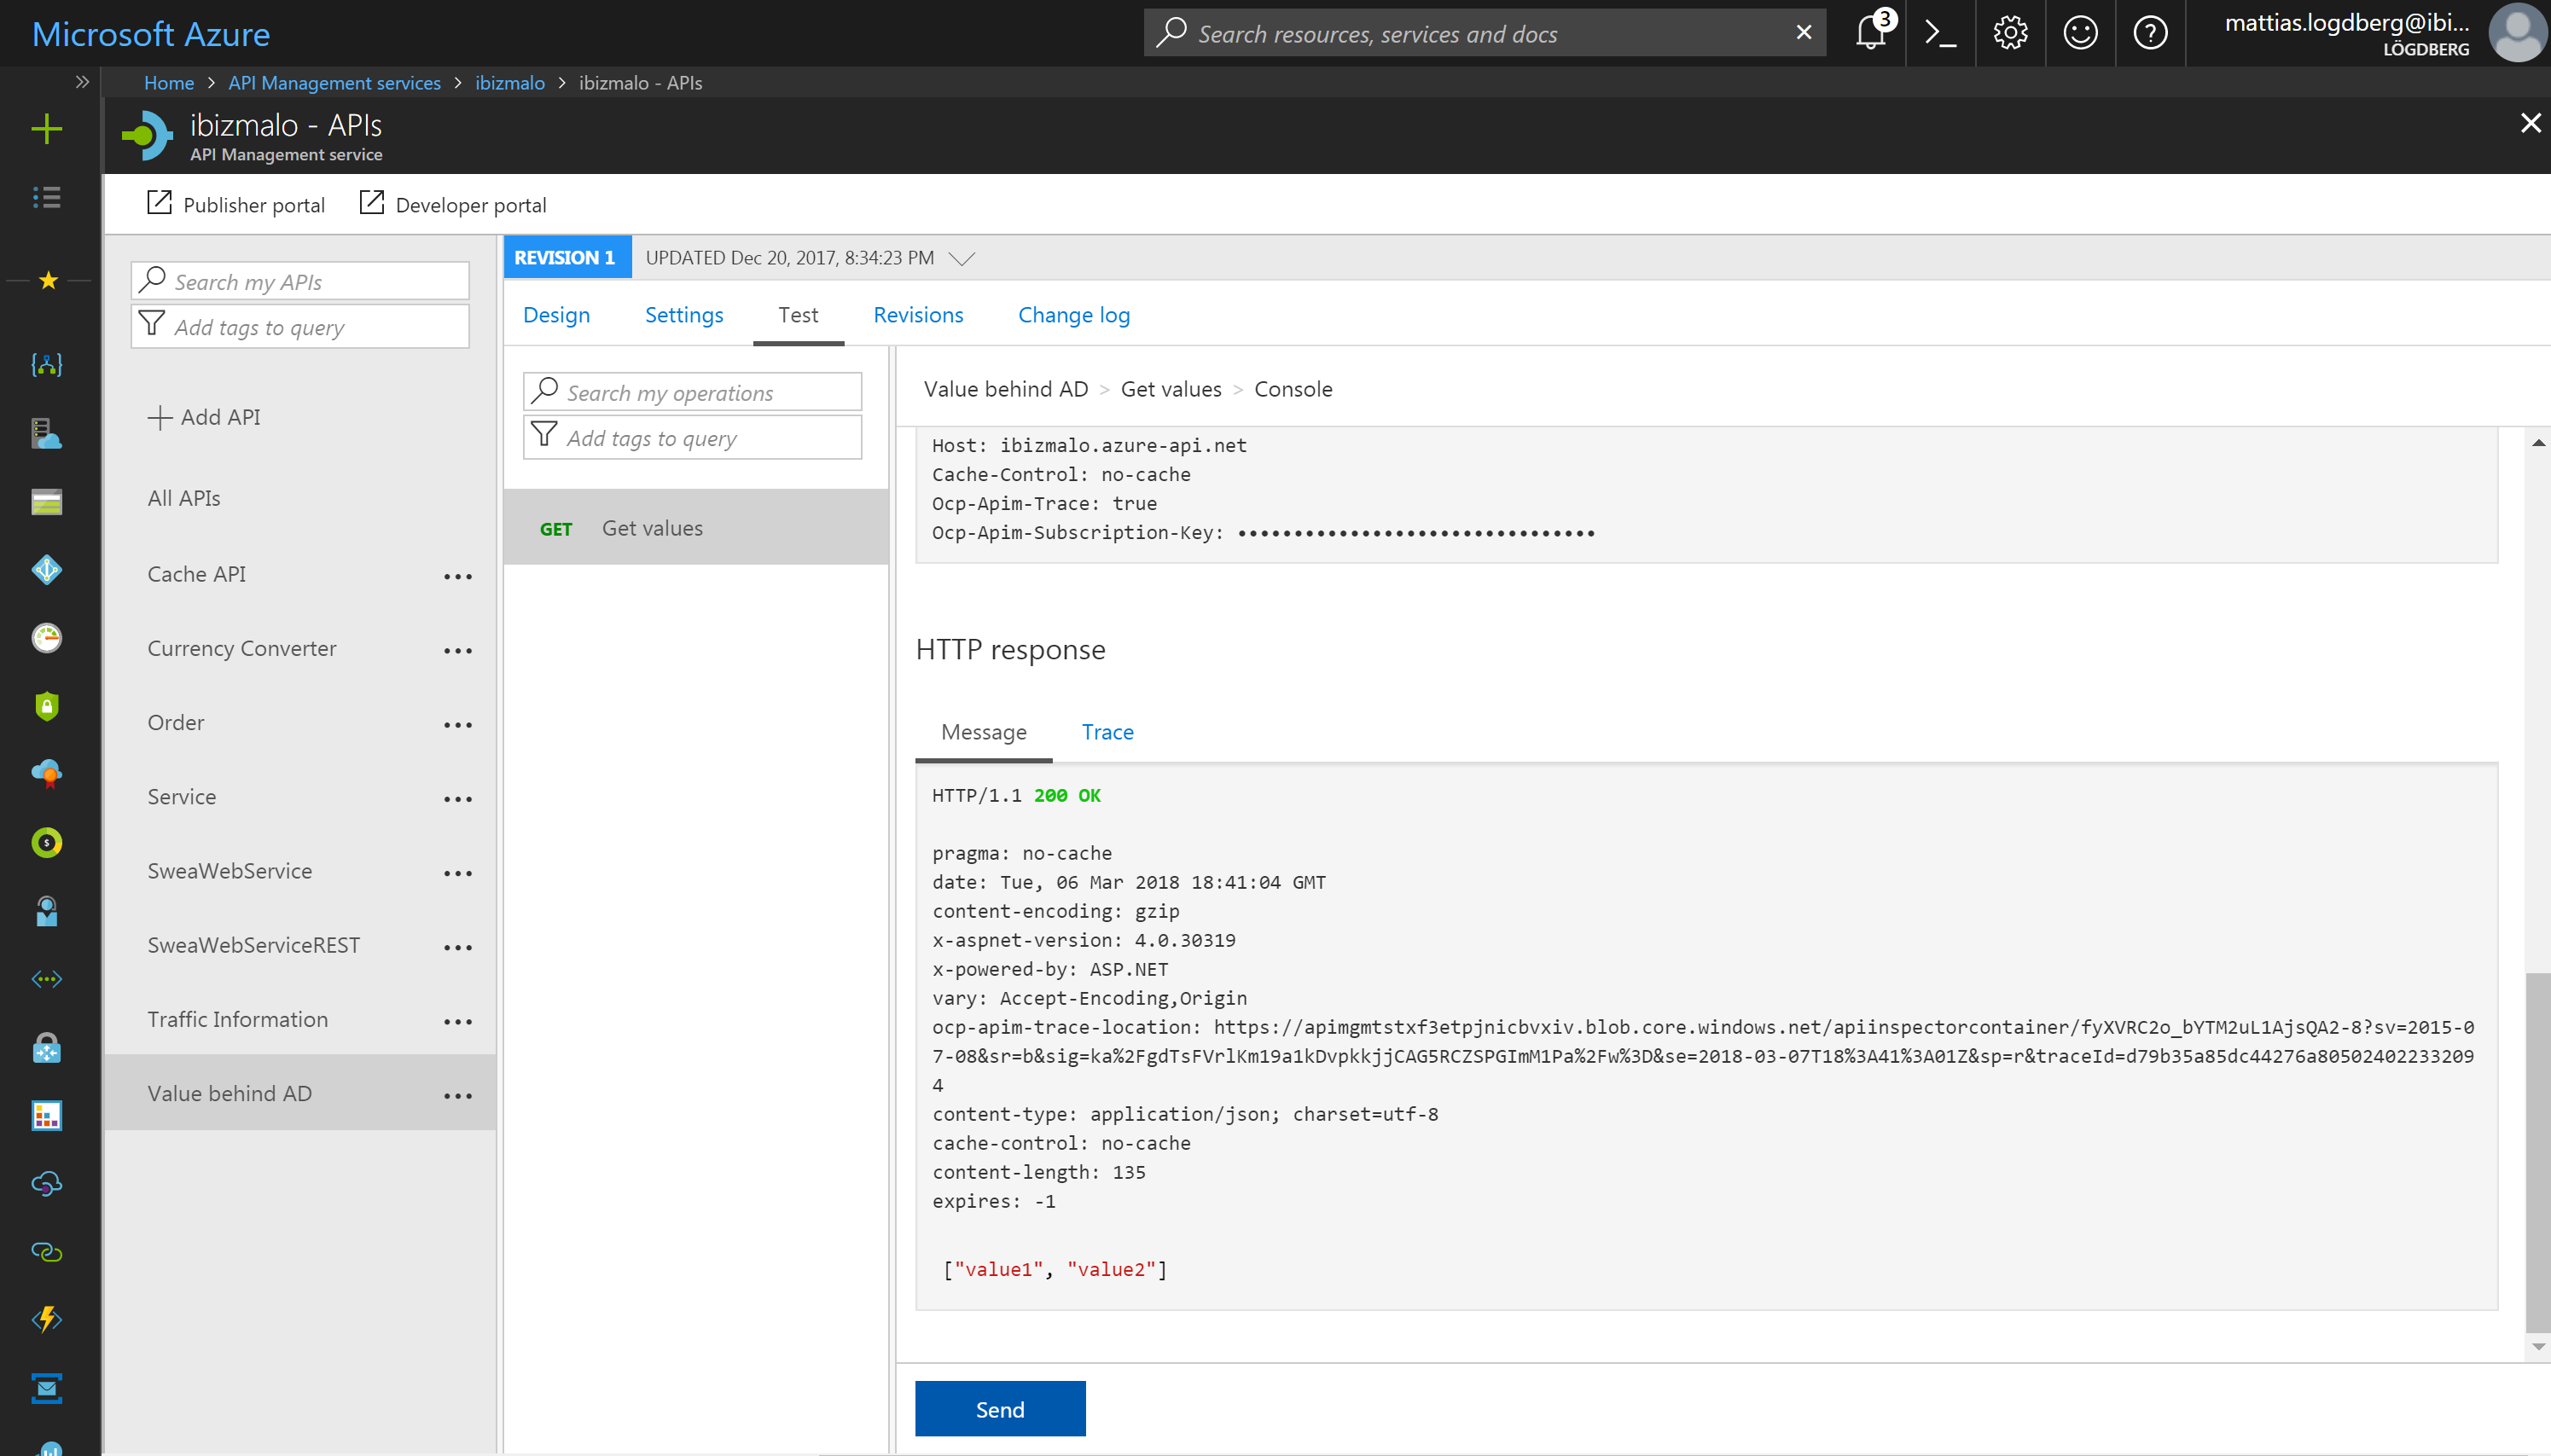 Microsoft Azure
Search resources, services and docs
3
mattias.logdberg@ibi...
LÖGDBERG
Home > API Management services > ibizmalo > ibizmalo - APIs
ibizmalo - APIs
API Management service
Publisher portal
Developer portal
Search my APIs
Add tags to query
Add API
All APIs
Cache API
Currency Converter
Order
Service
SweaWebService
SweaWebServiceREST
Traffic Information
Value behind AD
REVISION 1
UPDATED Dec 20, 2017, 8:34:23 PM
Design
Settings
Test
Revisions
Change log
Search my operations
Add tags to query
GET Get values
Value behind AD > Get values > Console
Host: ibizmalo.azure-api.net
Cache-Control: no-cache
Ocp-Apim-Trace: true
Ocp-Apim-Subscription-Key: ••••••••••••••••••••••••••••••••
HTTP response
Message
Trace
HTTP/1.1 200 OK
pragma: no-cache
date: Tue, 06 Mar 2018 18:41:04 GMT
content-encoding: gzip
x-aspnet-version: 4.0.30319
x-powered-by: ASP.NET
vary: Accept-Encoding,Origin
ocp-apim-trace-location: https://apimgmtstxf3etpjnicbvxiv.blob.core.windows.net/apiinspectorcontainer/fyXVRC2o_bYTM2uL1AjsQA2-8?sv=2015-0
7-08&sr=b&sig=ka%2FgdTsFVrlKm19a1kDvpkkjjCAG5RCZSPGImM1Pa%2Fw%3D&se=2018-03-07T18%3A41%3A01Z&sp=r&traceId=d79b35a85dc44276a80502402233209
4
content-type: application/json; charset=utf-8
cache-control: no-cache
content-length: 135
expires: -1
["value1", "value2"]
Send